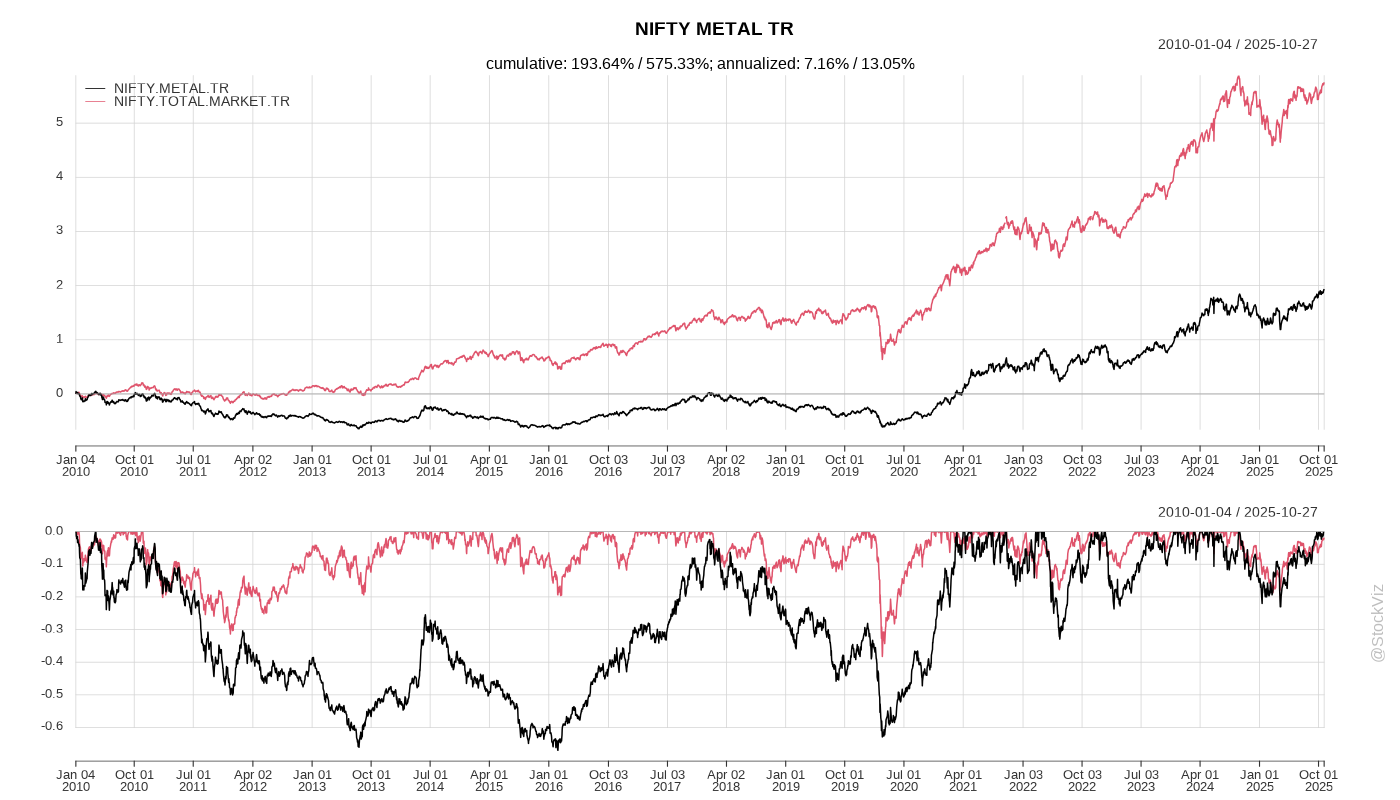 NIFTY METAL TR
2010-01-04 / 2025-10-27
cumulative: 193.64% / 575.33%; annualized: 7.16% / 13.05%
NIFTY.METAL.TR
NIFTY.TOTAL.MARKET.TR
5
4
3
2
1
0
Jan 04 Oct 01 Jul 01 Apr 02 Jan 01 Oct 01 Jul 01 Apr 01 Jan 01 Oct 03 Jul 03 Apr 02 Jan 01 Oct 01 Jul 01 Apr 01 Jan 03 Oct 03 Jul 03 Apr 01 Jan 01 Oct 01
2010 2010 2011 2012 2013 2013 2014 2015 2016 2016 2017 2018 2019 2019 2020 2021 2022 2022 2023 2024 2025 2025
2010-01-04 / 2025-10-27
0.0
-0.1
-0.2
-0.3
-0.4
-0.5
-0.6
Jan 04 Oct 01 Jul 01 Apr 02 Jan 01 Oct 01 Jul 01 Apr 01 Jan 01 Oct 03 Jul 03 Apr 02 Jan 01 Oct 01 Jul 01 Apr 01 Jan 03 Oct 03 Jul 03 Apr 01 Jan 01 Oct 01
2010 2010 2011 2012 2013 2013 2014 2015 2016 2016 2017 2018 2019 2019 2020 2021 2022 2022 2023 2024 2025 2025
@StockViz